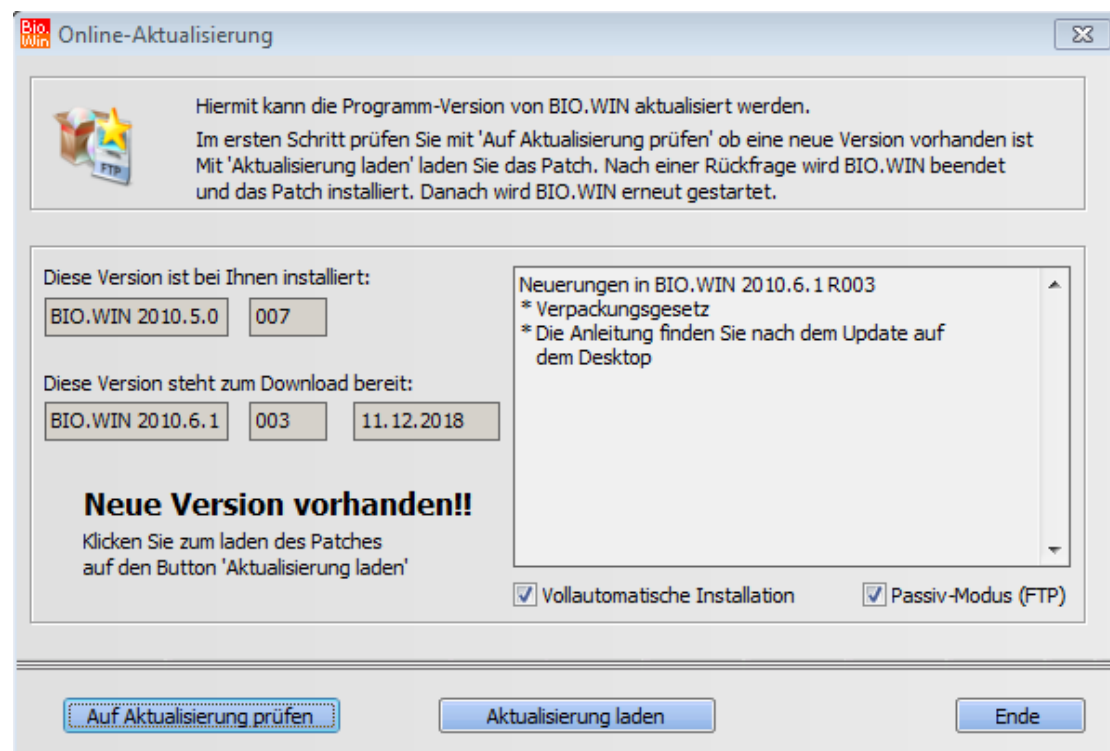 Bio.
Win
Online-Aktualisierung
Hiermit kann die Programm-Version von BIO.WIN aktualisiert werden.
Im ersten Schritt prüfen Sie mit 'Auf Aktualisierung prüfen' ob eine neue Version vorhanden ist
Mit 'Aktualisierung laden' laden Sie das Patch. Nach einer Rückfrage wird BIO.WIN beendet
und das Patch installiert. Danach wird BIO.WIN erneut gestartet.
FTP
Diese Version ist bei Ihnen installiert:
BIO.WIN 2010.5.0 007
Diese Version steht zum Download bereit:
BIO.WIN 2010.6.1 003 11.12.2018
Neue Version vorhanden!!
Klicken Sie zum laden des Patches
auf den Button 'Aktualisierung laden'
Neuerungen in BIO.WIN 2010.6.1 R003
* Verpackungsgesetz
* Die Anleitung finden Sie nach dem Update auf
dem Desktop
Vollautomatische Installation Passiv-Modus (FTP)
Auf Aktualisierung prüfen Aktualisierung laden Ende